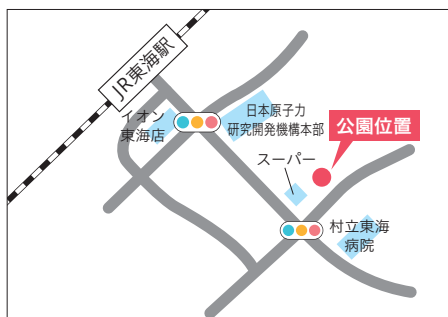 JR東海駅
イオン
東海店
日本原子力
研究開発機構本部
公園位置
スーパー
村立東海
病院